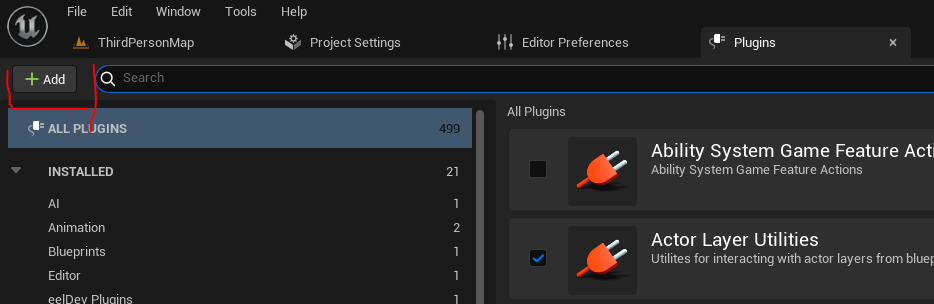 File Edit Window Tools Help
ThirdPersonMap Project Settings Editor Preferences Plugins ×
+ Add Search
ALL PLUGINS 499
All Plugins
INSTALLED 21
Ability System Game Feature Acti
Ability System Game Feature Actions
AI 1
Animation 2
Blueprints 1
Editor 1
eelDev Plugins 1
Actor Layer Utilities
Utilites for interacting with actor layers from bluep